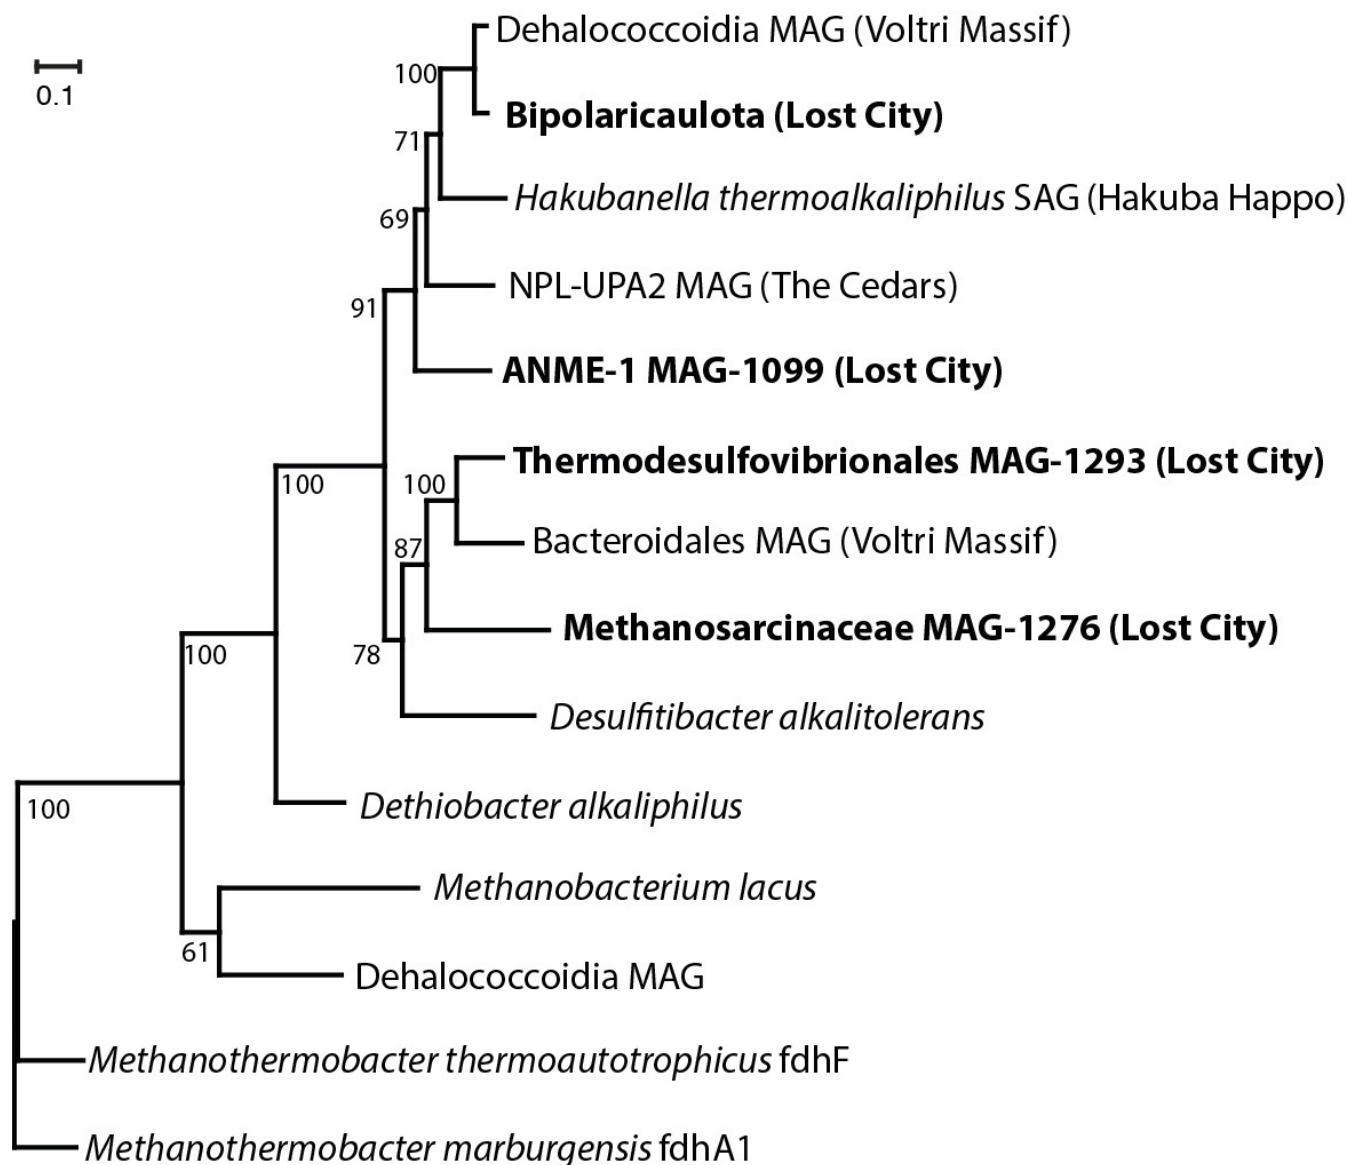 Dehalococcoidia MAG (Voltri Massif)
0.1
100
Bipolaricaulota (Lost City)
71
Hakubanella thermoalkaliphilus SAG (Hakuba Happo)
69
NPL-UPA2 MAG (The Cedars)
91
ANME-1 MAG-1099 (Lost City)
Thermodesulfovibrionales MAG-1293 (Lost City)
100
100
Bacteroidales MAG (Voltri Massif)
87
Methanosarcinaceae MAG-1276 (Lost City)
100
78
Desulfitibacter alkalitolerans
Dethiobacter alkaliphilus
100
Methanobacterium lacus
61
Dehalococcoidia MAG
Methanothermobacter thermoautotrophicus fdhF
Methanothermobacter marburgensis fdhA1